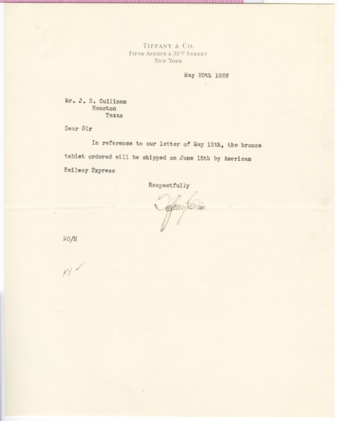 TIFFANY & CO.
FIFTH AVENUE & 37TH STREET
NEW YORK
May 20th 1926
Mr. J. S. Cullinan
Houston
Texas
Dear Sir
In reference to our letter of May 12th, the bronze
tablet ordered will be shipped on June 15th by American
Railway Express
Respectfully